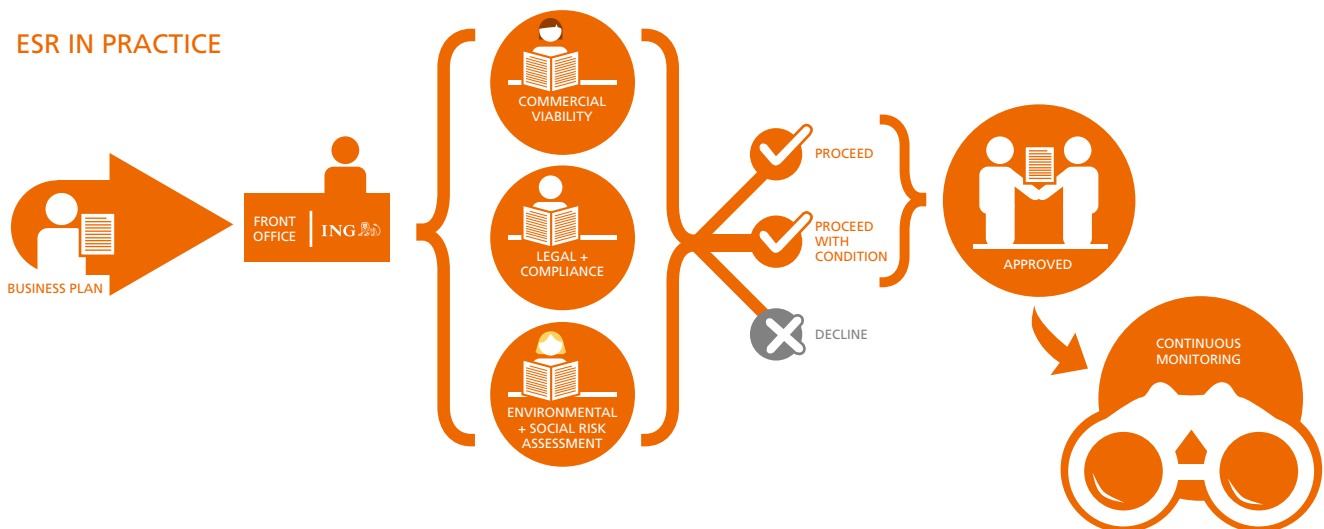 ESR IN PRACTICE
BUSINESS PLAN
FRONT
OFFICE
ING
COMMERCIAL
VIABILITY
LEGAL +
COMPLIANCE
ENVIRONMENTAL
+ SOCIAL RISK
ASSESSMENT
PROCEED
PROCEED
WITH
CONDITION
DECLINE
APPROVED
CONTINUOUS
MONITORING